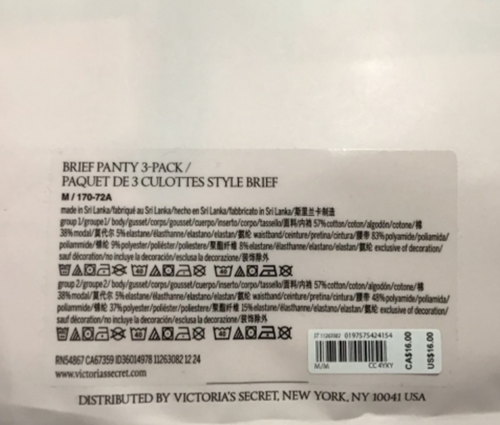 BRIEF PANTY 3-PACK /
PAQUET DE 3 CULOTTES STYLE BRIEF
M / 170-72A
made in Sri Lanka/fabriqué au Sri Lanka/hecho en Sri Lanka/fabbricato in Sri Lanka/斯里兰卡制造
group 1/groupe 1/ body/gusset/corps/gousset/cuerpo/inserto/corpo/tassello/面料/内裆 57% cotton/coton/algodón/cotone/棉
38% modal/莫代尔 5% elastane/élasthanne/elastano/elastan/氨纶 waistband/ceinture/pretina/cintura/腰带 83% polyamide/polyamida/
poliammide/锦纶 9% polyester/poliéster/poliestere/聚酯纤维 8% elastane/élasthanne/elastano/elastan/氨纶 exclusive of decoration/
sauf décoration/no incluye la decoración/esclusa la decorazione/装饰除外
group 2/groupe 2/ body/gusset/corps/gousset/cuerpo/inserto/corpo/tassello/面料/内裆 57% cotton/coton/algodón/cotone/棉
38% modal/莫代尔 5% elastane/élasthanne/elastano/elastan/氨纶 waistband/ceinture/pretina/cintura/腰带 48% polyamide/poliamida/
poliammide/锦纶 37% polyester/poliéster/poliestere/聚酯纤维 15% elastane/élasthanne/elastano/elastan/氨纶 exclusive of decoration/
sauf décoration/no incluye la decoración/esclusa la decorazione/装饰除外
RN54867 CA67359 ID36014978 11263082 12 24
www.victoriassecret.com
ST 11263082 0197575424154
M/M CC 4YXY
CA$16.00
US$16.00
DISTRIBUTED BY VICTORIA'S SECRET, NEW YORK, NY 10041 USA